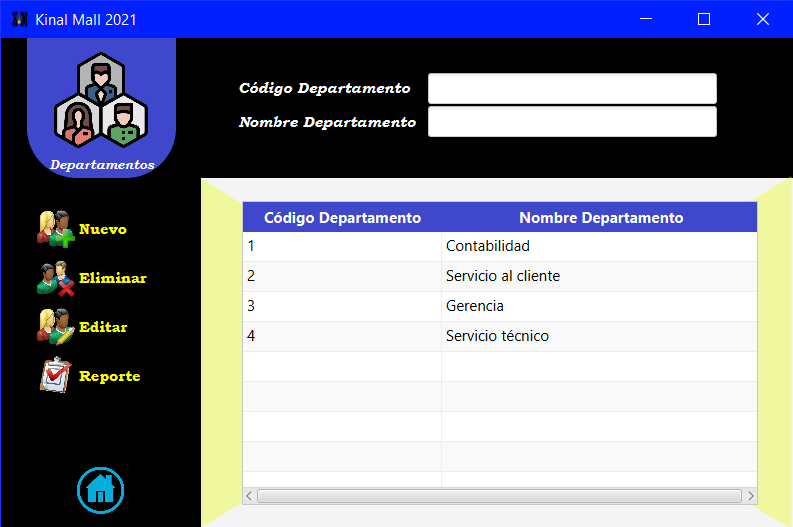 Kinal Mall 2021
Departamentos
Código Departamento
Nombre Departamento
Nuevo
Eliminar
Editar
Reporte
Código Departamento Nombre Departamento
1 Contabilidad
2 Servicio al cliente
3 Gerencia
4 Servicio técnico